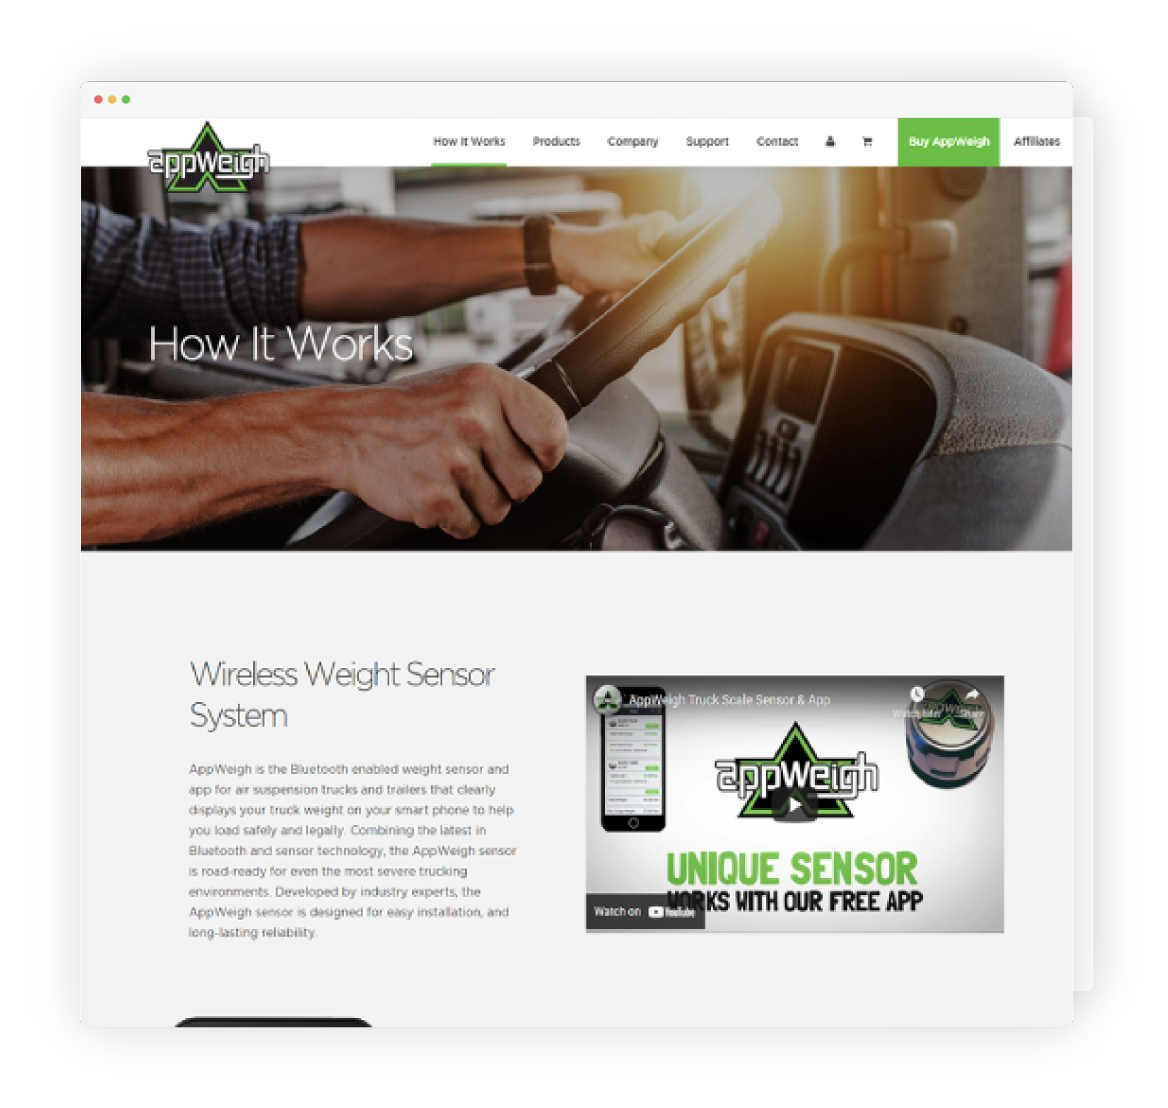 appWeigh
How It Works Products Company Support Contact Buy AppWeigh Affiliates
How It Works
Wireless Weight Sensor
System
AppWeigh is the Bluetooth enabled weight sensor and
app for air suspension trucks and trailers that clearly
displays your truck weight on your smart phone to help
you load safely and legally. Combining the latest in
Bluetooth and sensor technology, the AppWeigh sensor
is road-ready for even the most severe trucking
environments. Developed by industry experts, the
AppWeigh sensor is designed for easy installation, and
long-lasting reliability.
AppWeigh Truck Scale Sensor & App
Watch later Share
appWeigh
UNIQUE SENSOR
WORKS WITH OUR FREE APP
Watch on YouTube